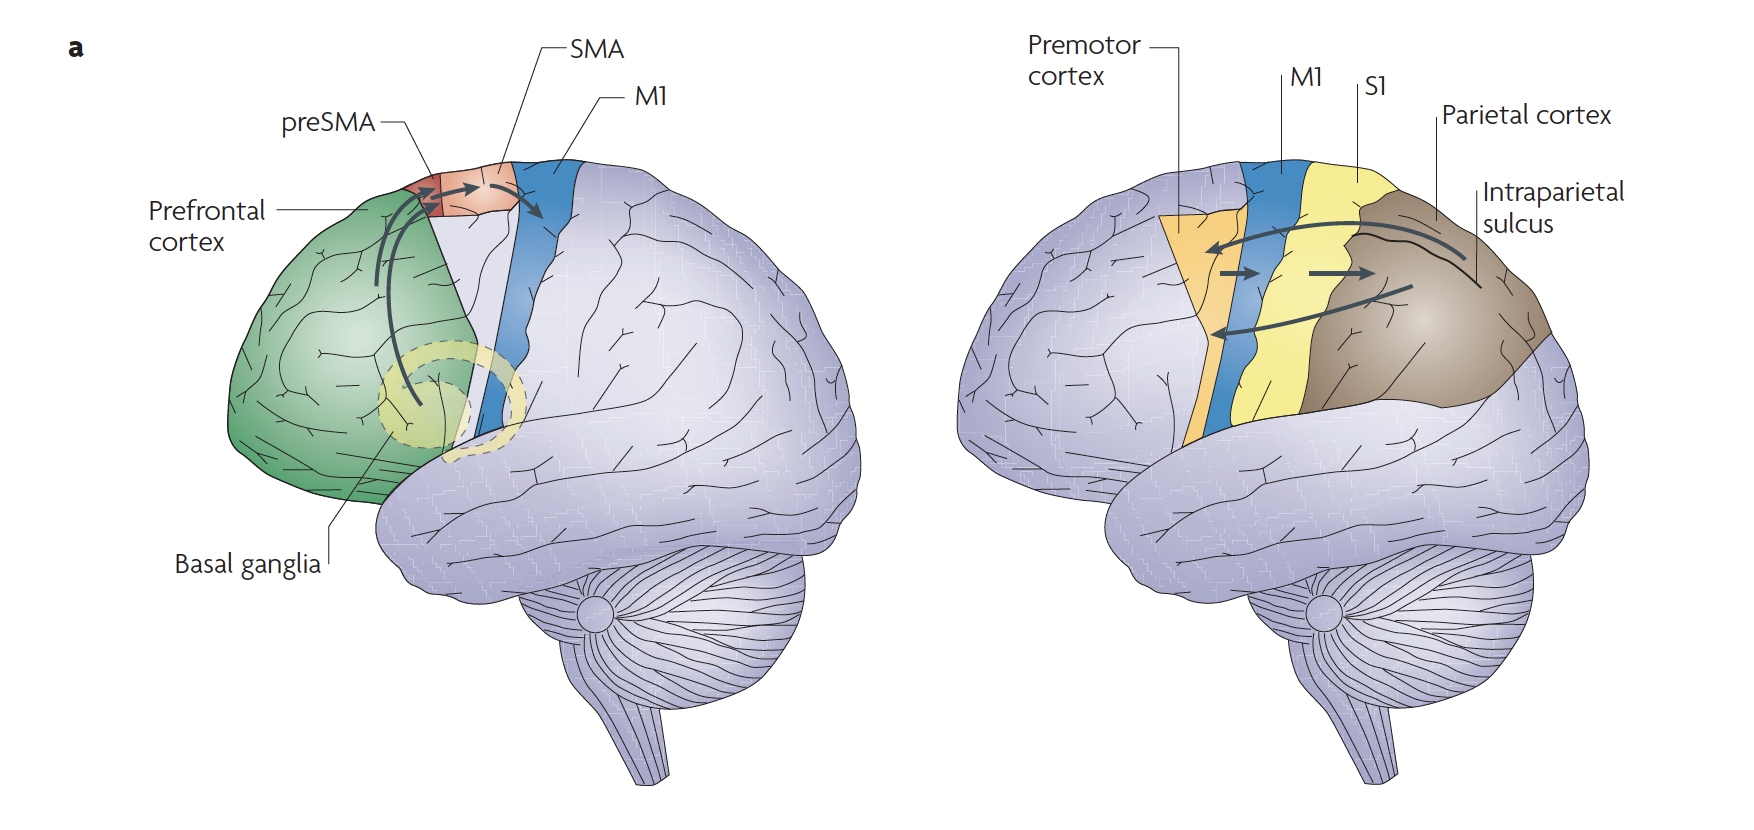 a
SMA
M1
preSMA
Prefrontal
cortex
Basal ganglia
Premotor
cortex
M1
S1
Parietal cortex
Intraparietal
sulcus